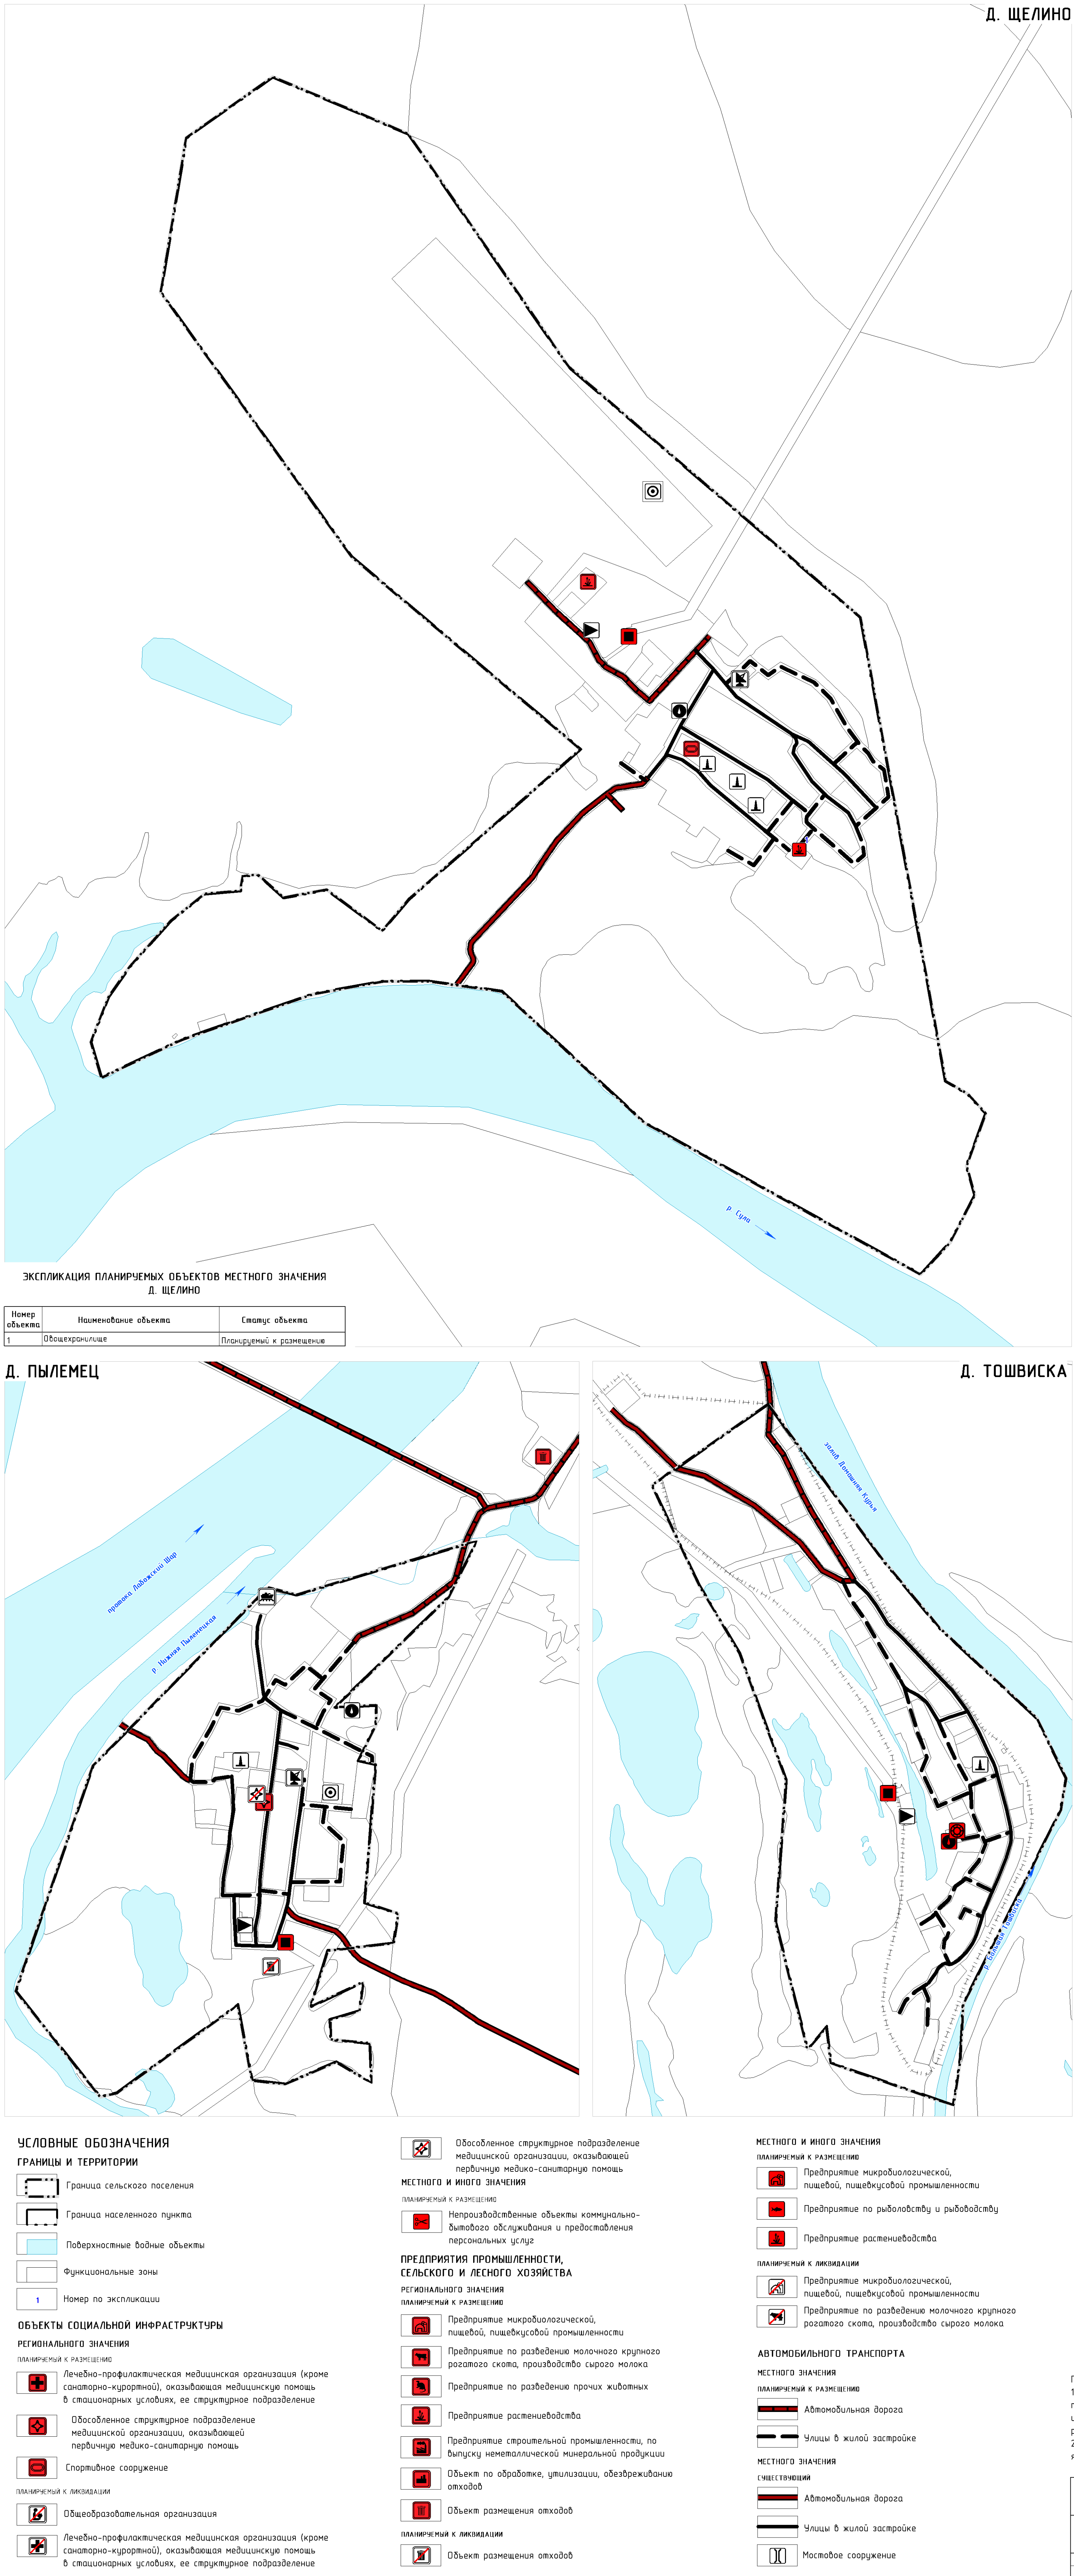 Д. ЩЕЛИНО
1
р. Сула
ЭКСПЛИКАЦИЯ ПЛАНИРУЕМЫХ ОБЪЕКТОВ МЕСТНОГО ЗНАЧЕНИЯ
Д. ЩЕЛИНО
Номер объекта
Наименование объекта
Статус объекта
1
Овощехранилище
Планируемый к размещению
Д. ПЫЛЕМЕЦ
протока Лабожский Шар
р. Нижняя Пылемецкая
Д. ТОШВИСКА
залив Домашняя Курья
р. Большая Тошвиска
УСЛОВНЫЕ ОБОЗНАЧЕНИЯ
ГРАНИЦЫ И ТЕРРИТОРИИ
Граница сельского поселения
Граница населенного пункта
Поверхностные водные объекты
Функциональные зоны
1
Номер по экспликации
ОБЪЕКТЫ СОЦИАЛЬНОЙ ИНФРАСТРУКТУРЫ
РЕГИОНАЛЬНОГО ЗНАЧЕНИЯ
ПЛАНИРУЕМЫЙ К РАЗМЕЩЕНИЮ
Лечебно-профилактическая медицинская организация (кроме
санаторно-курортной), оказывающая медицинскую помощь
в стационарных условиях, ее структурное подразделение
Обособленное структурное подразделение
медицинской организации, оказывающей
первичную медико-санитарную помощь
Спортивное сооружение
ПЛАНИРУЕМЫЙ К ЛИКВИДАЦИИ
Общеобразовательная организация
Лечебно-профилактическая медицинская организация (кроме
санаторно-курортной), оказывающая медицинскую помощь
в стационарных условиях, ее структурное подразделение
Обособленное структурное подразделение
медицинской организации, оказывающей
первичную медико-санитарную помощь
МЕСТНОГО И ИНОГО ЗНАЧЕНИЯ
ПЛАНИРУЕМЫЙ К РАЗМЕЩЕНИЮ
Непроизводственные объекты коммунально-
бытового обслуживания и предоставления
персональных услуг
ПРЕДПРИЯТИЯ ПРОМЫШЛЕННОСТИ,
СЕЛЬСКОГО И ЛЕСНОГО ХОЗЯЙСТВА
РЕГИОНАЛЬНОГО ЗНАЧЕНИЯ
ПЛАНИРУЕМЫЙ К РАЗМЕЩЕНИЮ
Предприятие микробиологической,
пищевой, пищевкусовой промышленности
Предприятие по разведению молочного крупного
рогатого скота, производство сырого молока
Предприятие по разведению прочих животных
Предприятие растениеводства
Предприятие строительной промышленности, по
выпуску неметаллической минеральной продукции
Объект по обработке, утилизации, обезвреживанию
отходов
Объект размещения отходов
ПЛАНИРУЕМЫЙ К ЛИКВИДАЦИИ
Объект размещения отходов
МЕСТНОГО И ИНОГО ЗНАЧЕНИЯ
ПЛАНИРУЕМЫЙ К РАЗМЕЩЕНИЮ
Предприятие микробиологической,
пищевой, пищевкусовой промышленности
Предприятие по рыболовству и рыбоводству
Предприятие растениеводства
ПЛАНИРУЕМЫЙ К ЛИКВИДАЦИИ
Предприятие микробиологической,
пищевой, пищевкусовой промышленности
Предприятие по разведению молочного крупного
рогатого скота, производство сырого молока
АВТОМОБИЛЬНОГО ТРАНСПОРТА
МЕСТНОГО ЗНАЧЕНИЯ
ПЛАНИРУЕМЫЙ К РАЗМЕЩЕНИЮ
Автомобильная дорога
Улицы в жилой застройке
МЕСТНОГО ЗНАЧЕНИЯ
СУЩЕСТВУЮЩИЙ
Автомобильная дорога
Улицы в жилой застройке
Мостовое сооружение